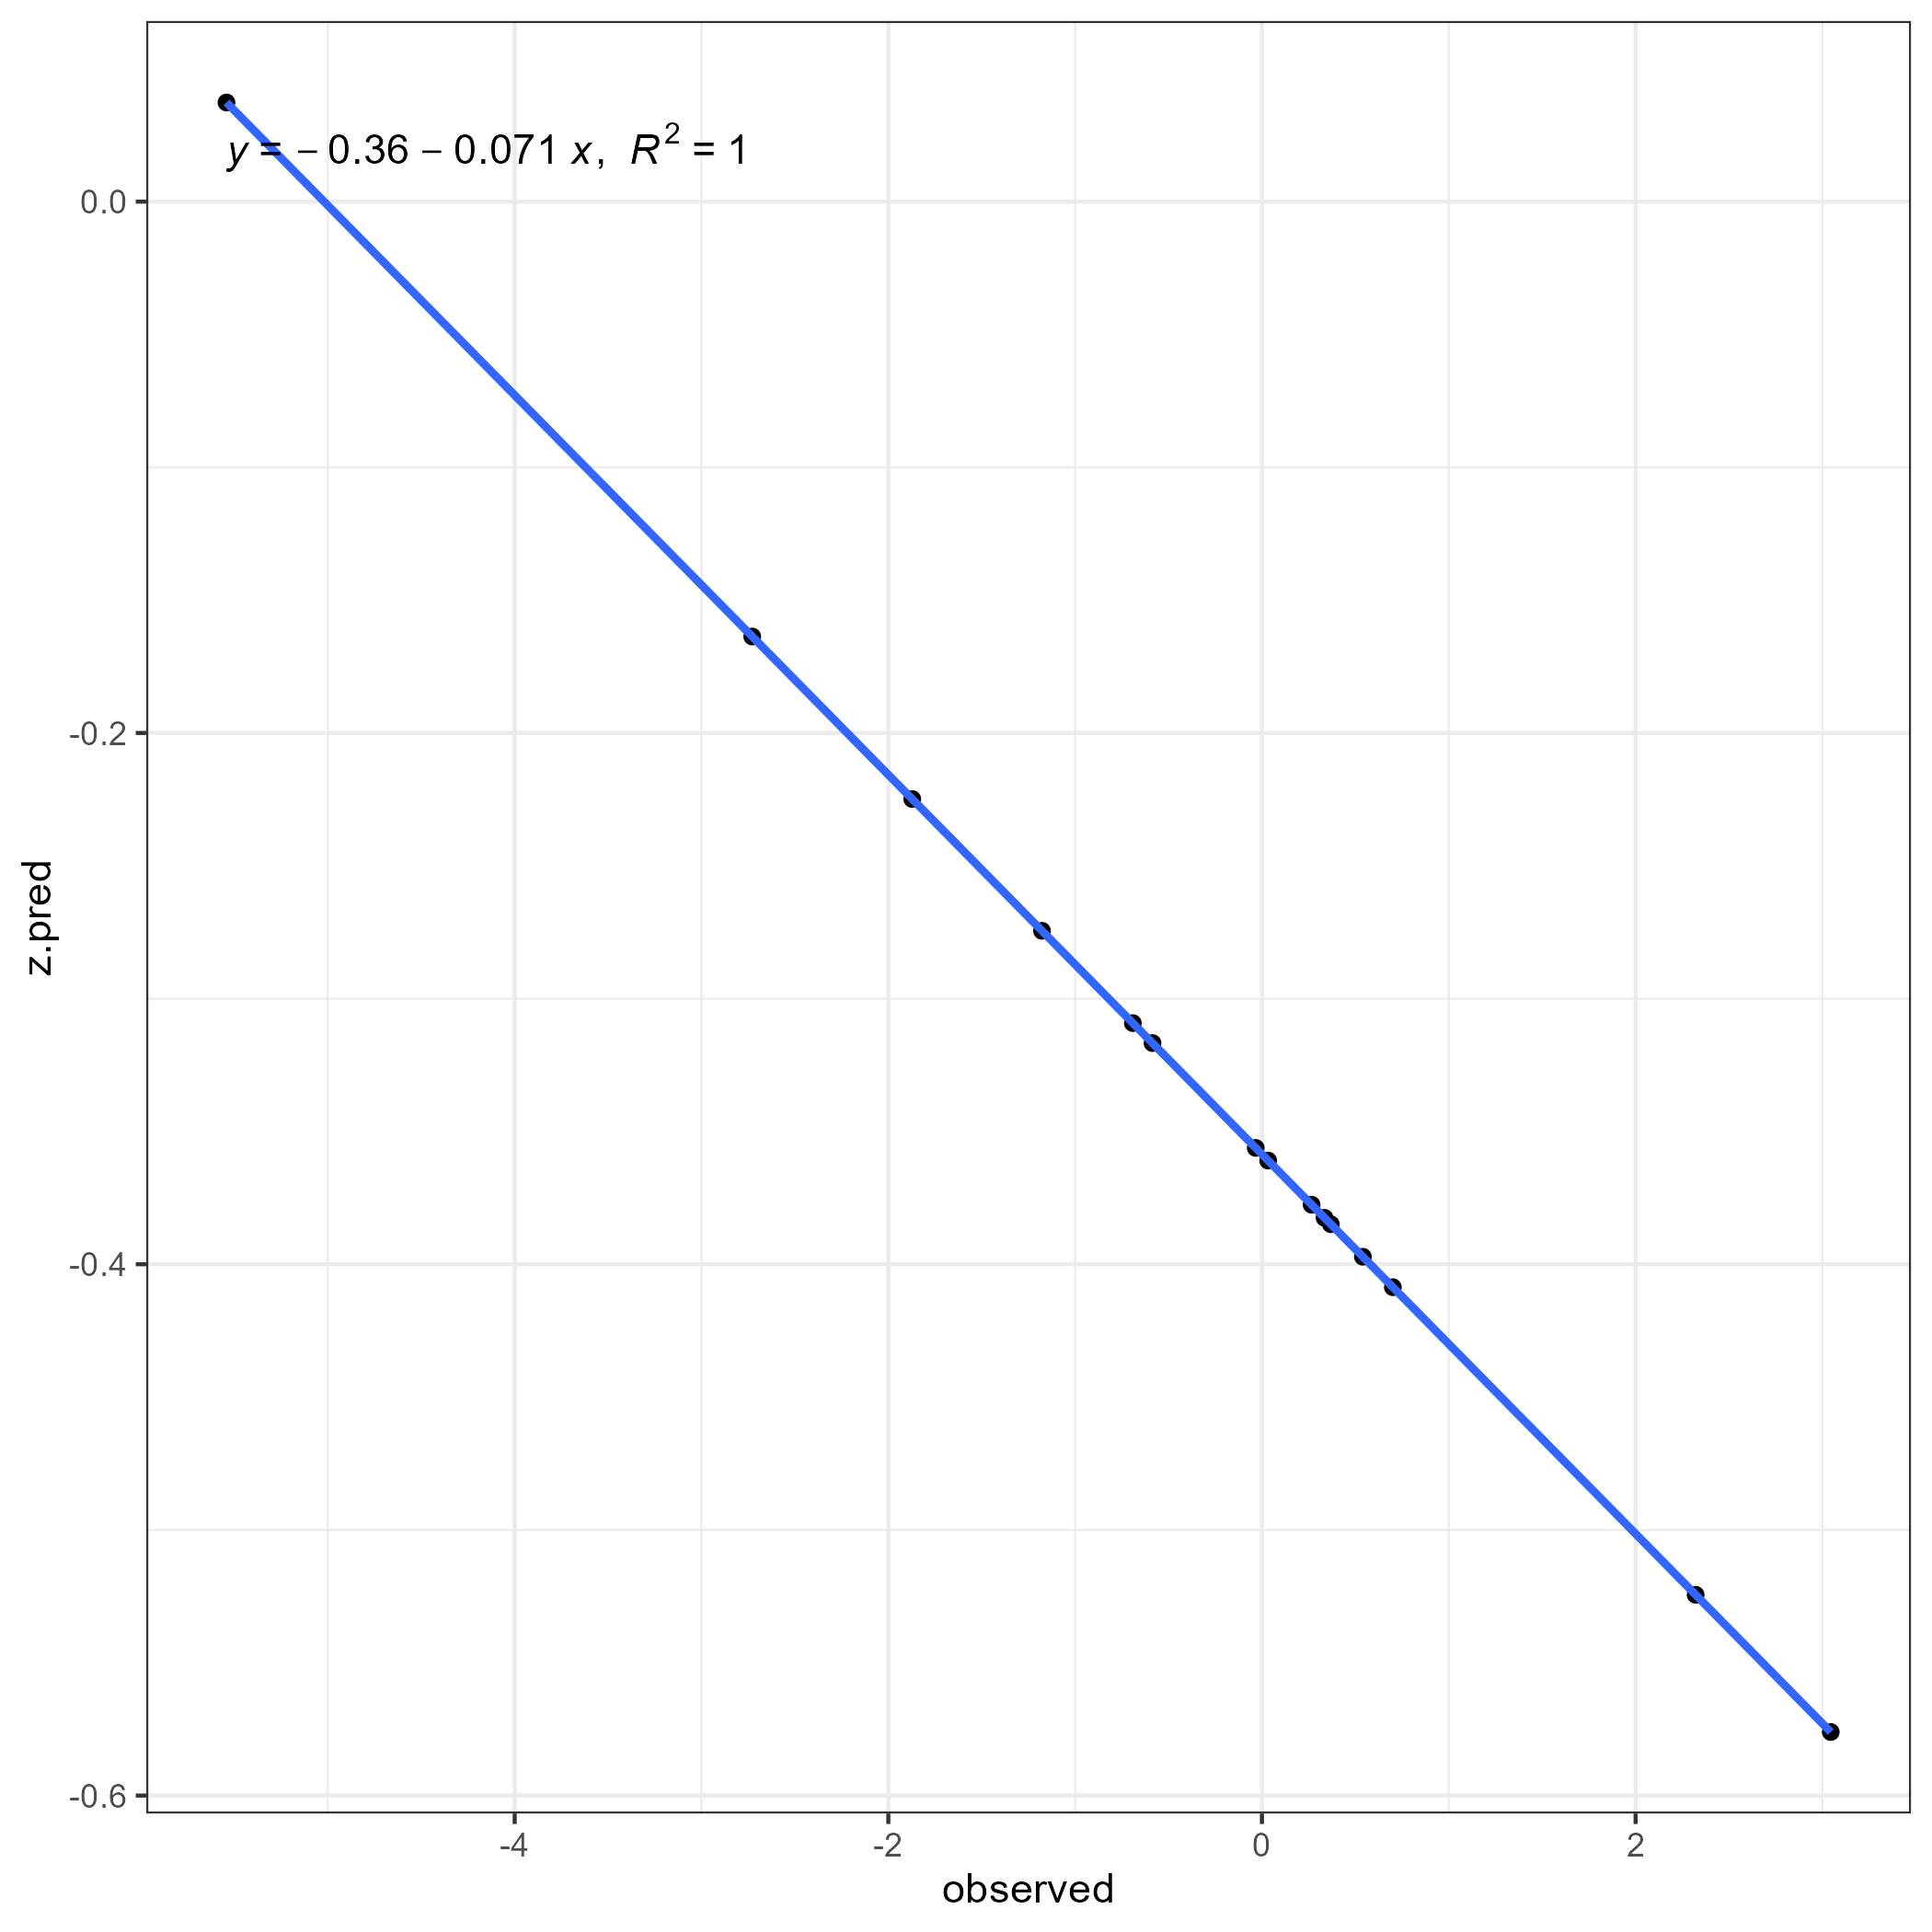 y = – 0.36 – 0.071 x, R² = 1
0.0
-0.2
-0.4
-0.6
z.pred
-4
-2
0
2
observed